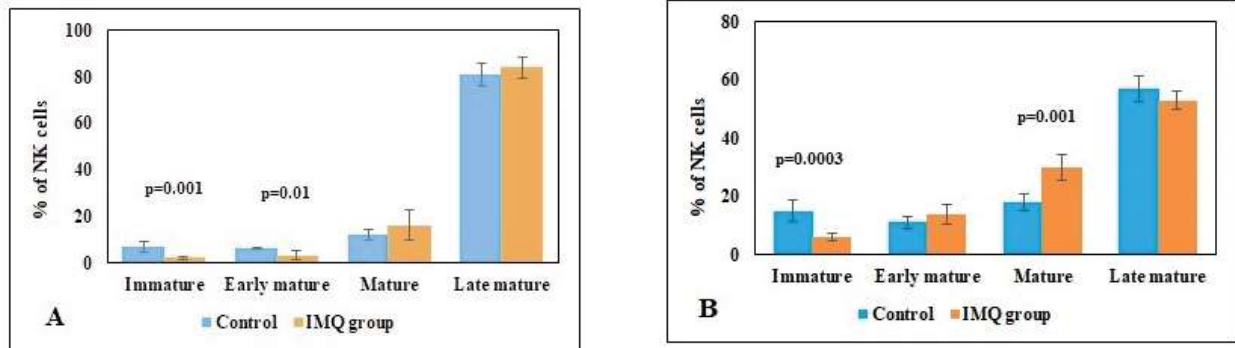 100
80
60
40
20
0
% of NK cells
p=0.001
p=0.01
Immature Early mature Mature Late mature
A
Control IMQ group
80
60
40
20
0
% of NK cells
p=0.0003
p=0.001
Immature Early mature Mature Late mature
B
Control IMQ group